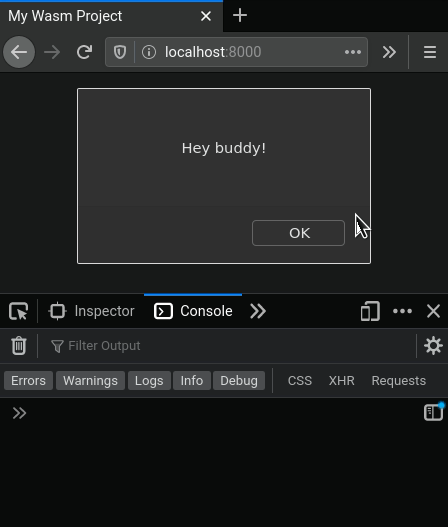 My Wasm Project
localhost:8000
Hey buddy!
OK
Inspector
Console
Filter Output
Errors Warnings Logs Info Debug CSS XHR Requests